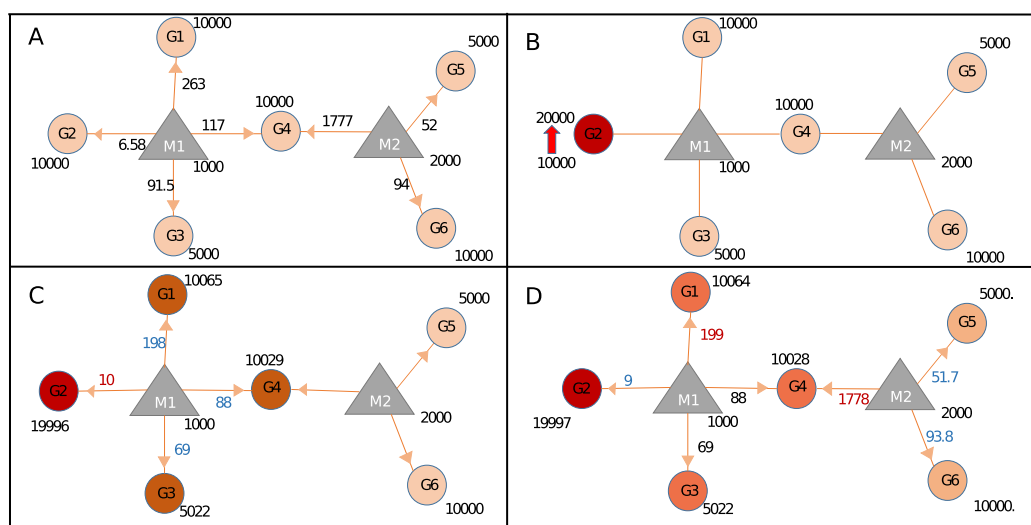 A
G1
10000
263
G2
10000
6.58
M1
1000
117
10000
G4
1777
M2
2000
52
G5
5000
91.5
G3
5000
94
G6
10000
B
G1
10000
20000
G2
10000
M1
1000
10000
G4
M2
2000
5000
G5
G3
5000
G6
10000
C
G1
10065
198
10
G2
19996
M1
1000
88
10029
G4
M2
2000
5000
G5
69
G3
5022
G6
10000
D
G1
10064
199
9
G2
19997
M1
1000
88
10028
G4
1778
M2
2000
5000.
G5
51.7
69
G3
5022
93.8
G6
10000.